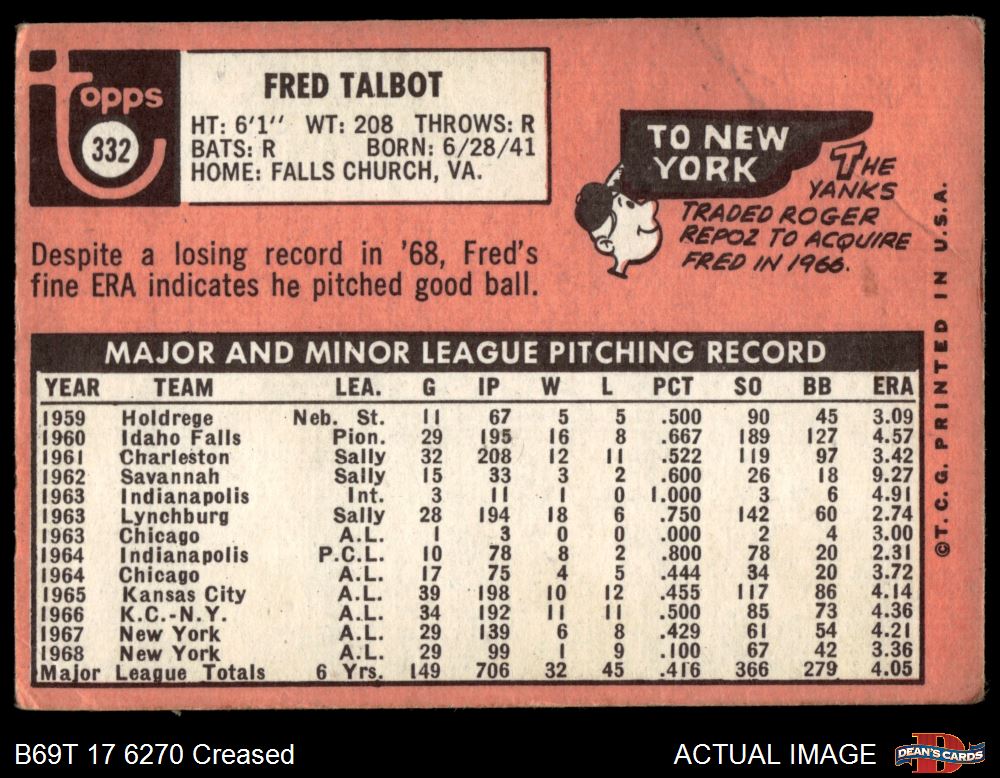 topps
332
FRED TALBOT
HT: 6'1" WT: 208 THROWS: R
BATS: R BORN: 6/28/41
HOME: FALLS CHURCH, VA.
Despite a losing record in '68, Fred's
fine ERA indicates he pitched good ball.
TO NEW
YORK
THE
YANKS
TRADED ROGER
REPOZ TO ACQUIRE
FRED IN 1966.
©T. C. G. PRINTED IN U.S.A.
MAJOR AND MINOR LEAGUE PITCHING RECORD
YEAR TEAM LEA. G IP W L PCT SO BB ERA
1959 Holdrege Neb. St. 11 67 5 5 .500 90 45 3.09
1960 Idaho Falls Pion. 29 195 16 8 .667 189 127 4.57
1961 Charleston Sally 32 208 12 11 .522 119 97 3.42
1962 Savannah Sally 15 33 3 2 .600 26 18 9.27
1963 Indianapolis Int. 3 11 1 0 1.000 3 6 4.91
1963 Lynchburg Sally 28 194 18 6 .750 142 60 2.74
1963 Chicago A.L. 1 3 0 0 .000 2 4 3.00
1964 Indianapolis P.C.L. 10 78 8 2 .800 78 20 2.31
1964 Chicago A.L. 17 75 4 5 .444 34 20 3.72
1965 Kansas City A.L. 39 198 10 12 .455 117 86 4.14
1966 K.C.-N.Y. A.L. 34 192 11 11 .500 85 73 4.36
1967 New York A.L. 29 139 6 8 .429 61 54 4.21
1968 New York A.L. 29 99 1 9 .100 67 42 3.36
Major League Totals 6 Yrs. 149 706 32 45 .416 366 279 4.05
B69T 17 6270 Creased
ACTUAL IMAGE
DEAN'S CARDS